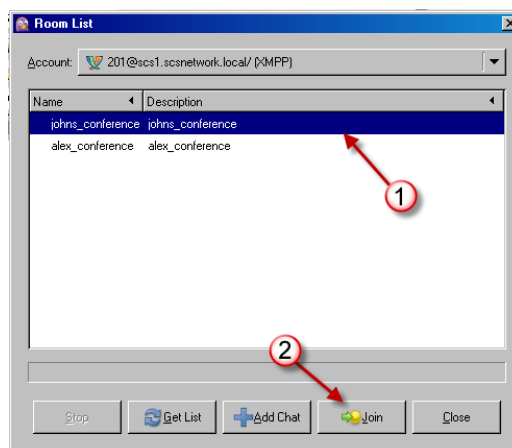 Room List
Account: 201@scs1.scsnetwork.local/ (XMPP)
Name Description
johns_conference johns_conference
alex_conference alex_conference
1
2
Stop Get List Add Chat Join Close